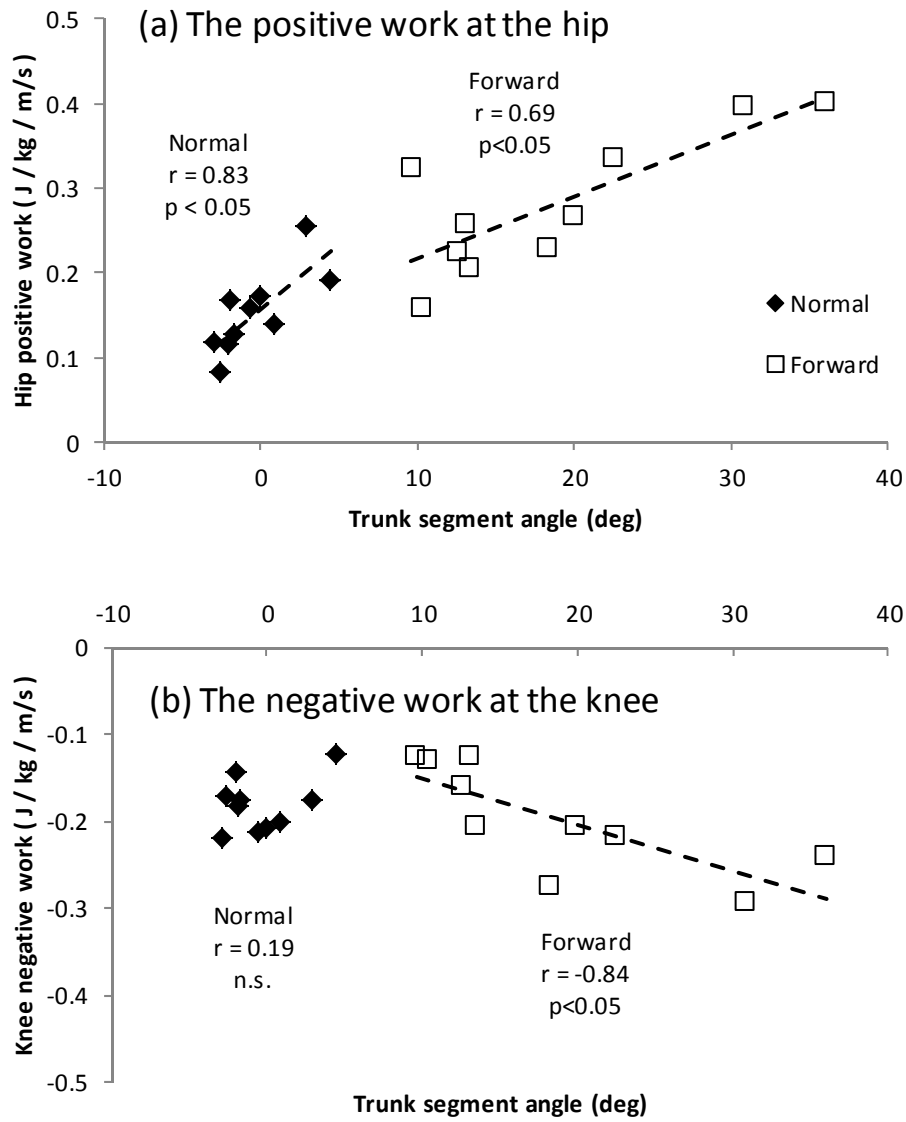 (a) The positive work at the hip
0.5
0.4
0.3
0.2
0.1
0
Hip positive work ( J / kg / m/s)
Normal
r = 0.83
p < 0.05
Forward
r = 0.69
p<0.05
Normal
Forward
-10 0 10 20 30 40
Trunk segment angle (deg)
-10 0 10 20 30 40
0
-0.1
-0.2
-0.3
-0.4
-0.5
Knee negative work ( J / kg / m/s)
(b) The negative work at the knee
Normal
r = 0.19
n.s.
Forward
r = -0.84
p<0.05
Trunk segment angle (deg)